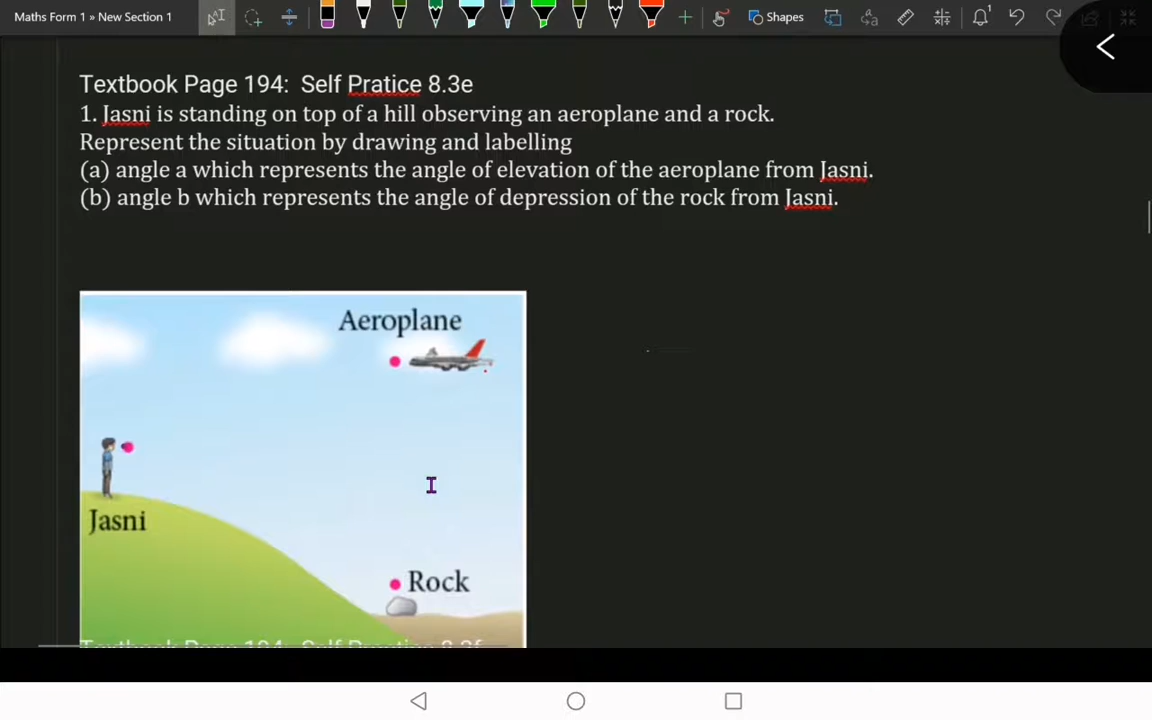 Maths Form 1 » New Section 1
Shapes
Textbook Page 194: Self Pratice 8.3e
1. Jasni is standing on top of a hill observing an aeroplane and a rock.
Represent the situation by drawing and labelling
(a) angle a which represents the angle of elevation of the aeroplane from Jasni.
(b) angle b which represents the angle of depression of the rock from Jasni.
Aeroplane
Jasni
Rock